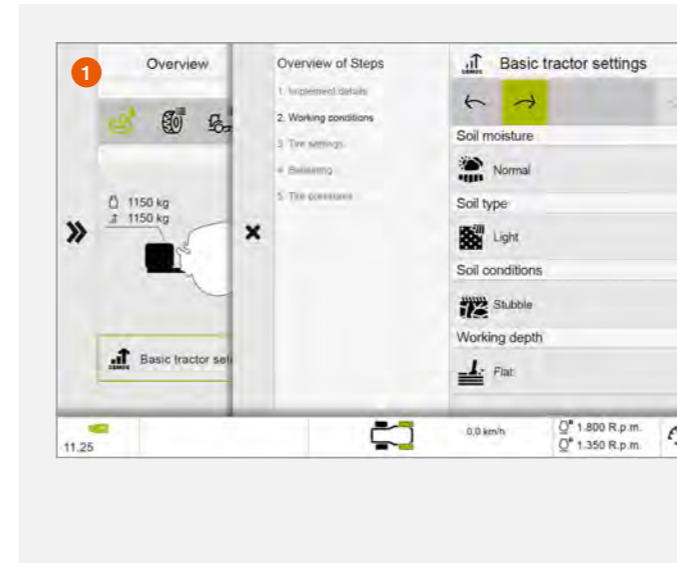 1
Overview
1150 kg
1150 kg
CEMOS
Basic tractor set
Overview of Steps
1. Implement details
2. Working conditions
3. Tire settings
4. Ballasting
5. Tire pressures
CEMOS
Basic tractor settings
Soil moisture
Normal
Soil type
Light
Soil conditions
Stubble
Working depth
Flat
11.25
0,0 km/h
1.800 R.p.m.
1.350 R.p.m.